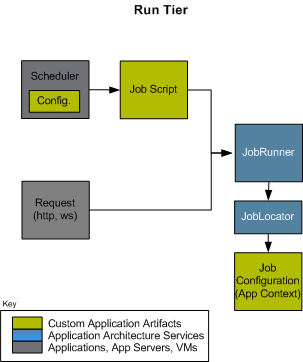 Run Tier
Scheduler
Config.
Job Script
JobRunner
Request
(http, ws)
JobLocator
Job
Configuration
(App Context)
Key
Custom Application Artifacts
Application Architecture Services
Applications, App Servers, VMs